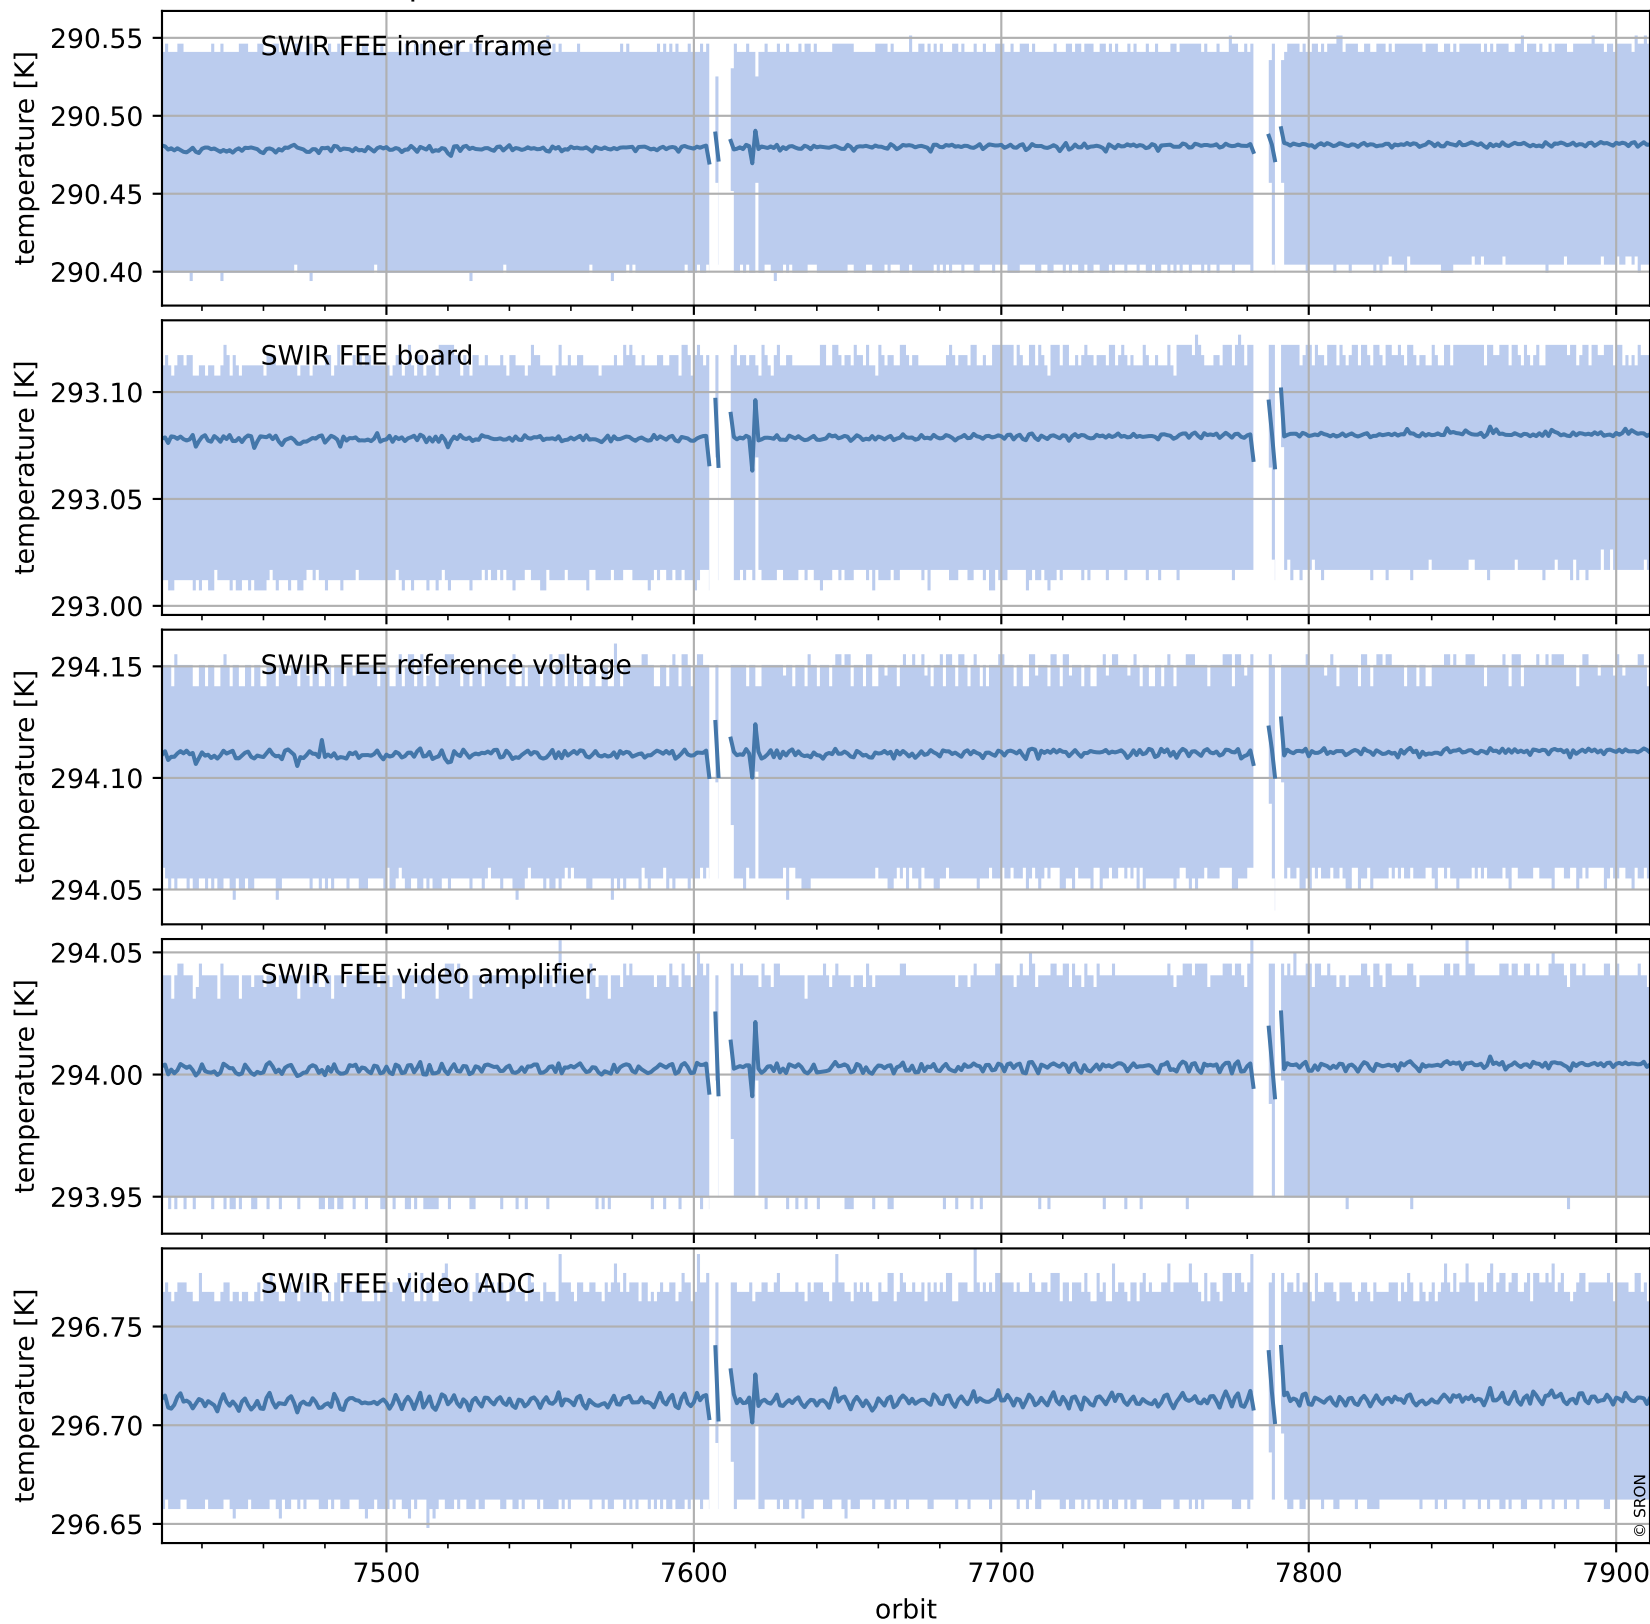 SWIR FEE inner frame
temperature [K]
290.55
290.50
290.45
290.40
SWIR FEE board
temperature [K]
293.10
293.05
293.00
SWIR FEE reference voltage
temperature [K]
294.15
294.10
294.05
SWIR FEE video amplifier
temperature [K]
294.05
294.00
293.95
SWIR FEE video ADC
temperature [K]
296.75
296.70
296.65
© SRON
7500 7600 7700 7800 7900
orbit